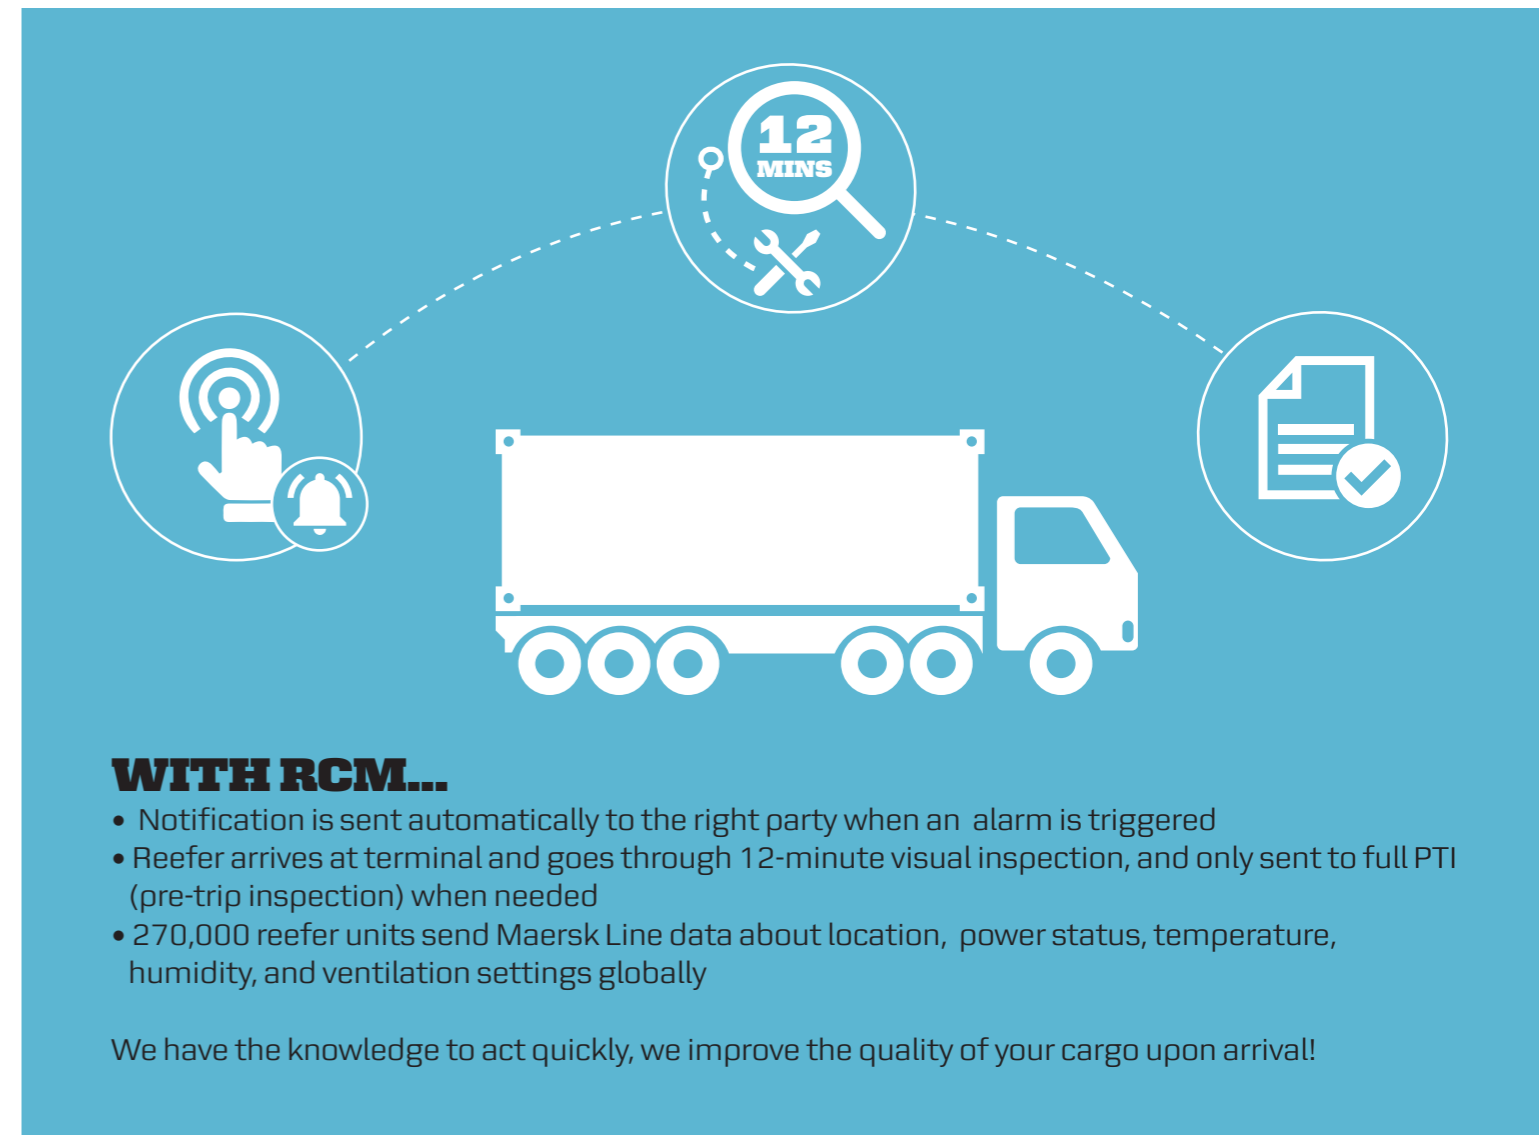 12
MINS
WITH RCM...
• Notification is sent automatically to the right party when an alarm is triggered
• Reefer arrives at terminal and goes through 12-minute visual inspection, and only sent to full PTI
(pre-trip inspection) when needed
• 270,000 reefer units send Maersk Line data about location, power status, temperature,
humidity, and ventilation settings globally
We have the knowledge to act quickly, we improve the quality of your cargo upon arrival!